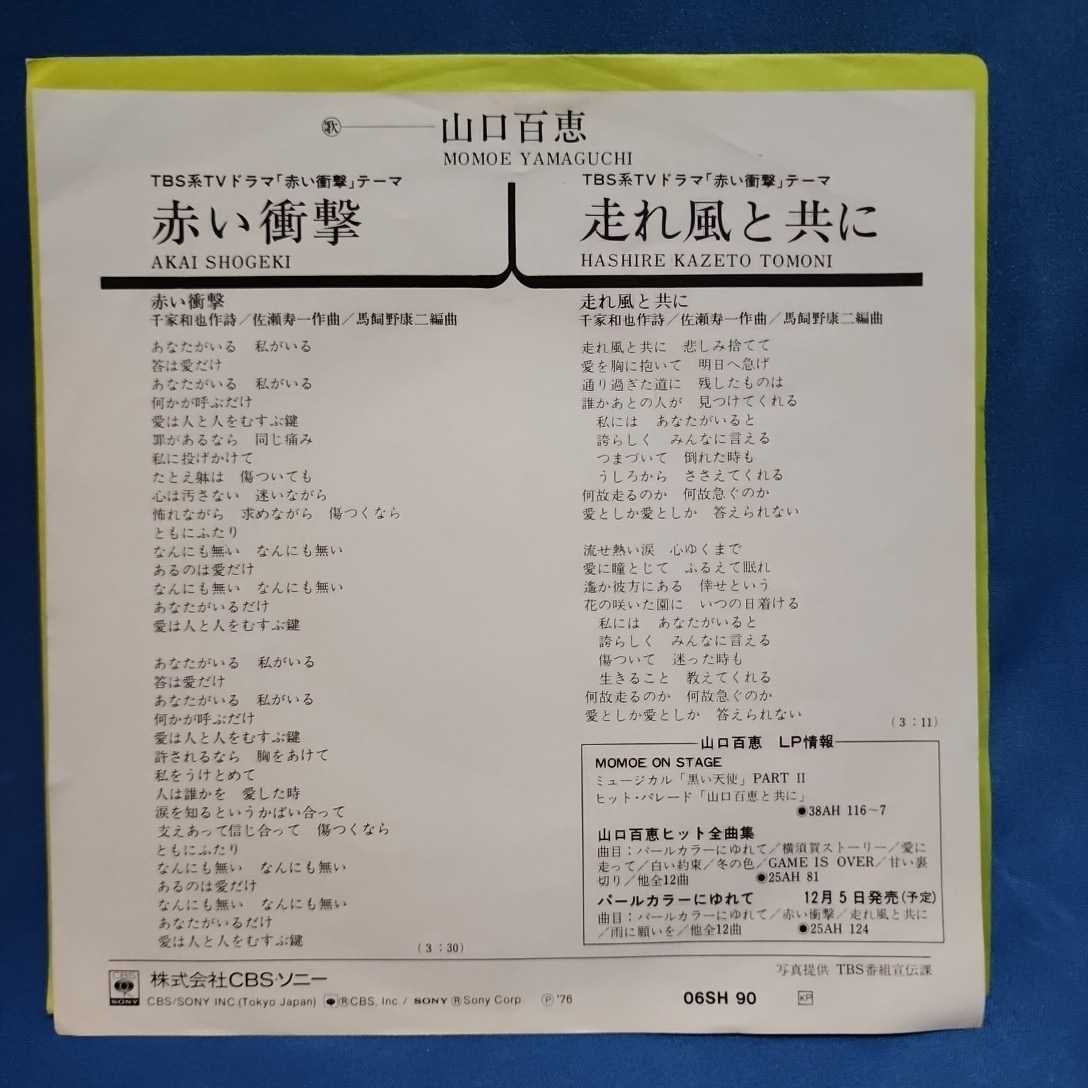 歌 山口百恵
MOMOE YAMAGUCHI
TBS系TVドラマ「赤い衝撃」テーマ
赤い衝撃
AKAI SHOGEKI
赤い衝撃
千家和也作詩/佐瀬寿一作曲/馬飼野康二編曲
あなたがいる 私がいる
答は愛だけ
あなたがいる 私がいる
何かが呼ぶだけ
愛は人と人をむすぶ鍵
罪があるなら 同じ痛み
私に投げかけて
たとえ躰は 傷ついても
心は汚さない 迷いながら
怖れながら 求めながら 傷つくなら
ともにふたり
なんにも無い なんにも無い
あるのは愛だけ
なんにも無い なんにも無い
あなたがいるだけ
愛は人と人をむすぶ鍵
あなたがいる 私がいる
答は愛だけ
あなたがいる 私がいる
何かが呼ぶだけ
愛は人と人をむすぶ鍵
許されるなら 胸をあけて
私をうけとめて
人は誰かを 愛した時
涙を知るというかばい合って
支えあって信じ合って 傷つくなら
ともにふたり
なんにも無い なんにも無い
あるのは愛だけ
なんにも無い なんにも無い
あなたがいるだけ
愛は人と人をむすぶ鍵
(3:30)
TBS系TVドラマ「赤い衝撃」テーマ
走れ風と共に
HASHIRE KAZETO TOMONI
走れ風と共に
千家和也作詩/佐瀬寿一作曲/馬飼野康二編曲
走れ風と共に 悲しみ捨てて
愛を胸に抱いて 明日へ急げ
通り過ぎた道に 残したものは
誰かあとの人が 見つけてくれる
私には あなたがいると
誇らしく みんなに言える
つまづいて 倒れた時も
うしろから ささえてくれる
何故走るのか 何故急ぐのか
愛としか愛としか 答えられない
流せ熱い涙 心ゆくまで
愛に瞳とじて ふるえて眠れ
遙か彼方にある 倖せという
花の咲いた園に いつの日着ける
私には あなたがいると
誇らしく みんなに言える
傷ついて 迷った時も
生きること 教えてくれる
何故走るのか 何故急ぐのか
愛としか愛としか 答えられない
(3:11)
山口百恵 LP情報
MOMOE ON STAGE
ミュージカル「黒い天使」PART II
ヒット・パレード「山口百恵と共に」
●38AH 116〜7
山口百恵ヒット全曲集
曲目:パールカラーにゆれて/横須賀ストーリー/愛に
走って/白い約束/冬の色/GAME IS OVER/甘い裏
切り/他全12曲 ●25AH 81
パールカラーにゆれて 12月5日発売(予定)
曲目:パールカラーにゆれて/赤い衝撃/走れ風と共に
/雨に願いを/他全12曲 ●25AH 124
写真提供 TBS番組宣伝課
CBS SONY 株式会社CBS・ソニー
CBS/SONY INC (Tokyo Japan) ®CBS, Inc / SONY ®Sony Corp ℗'76 06SH 90 KP